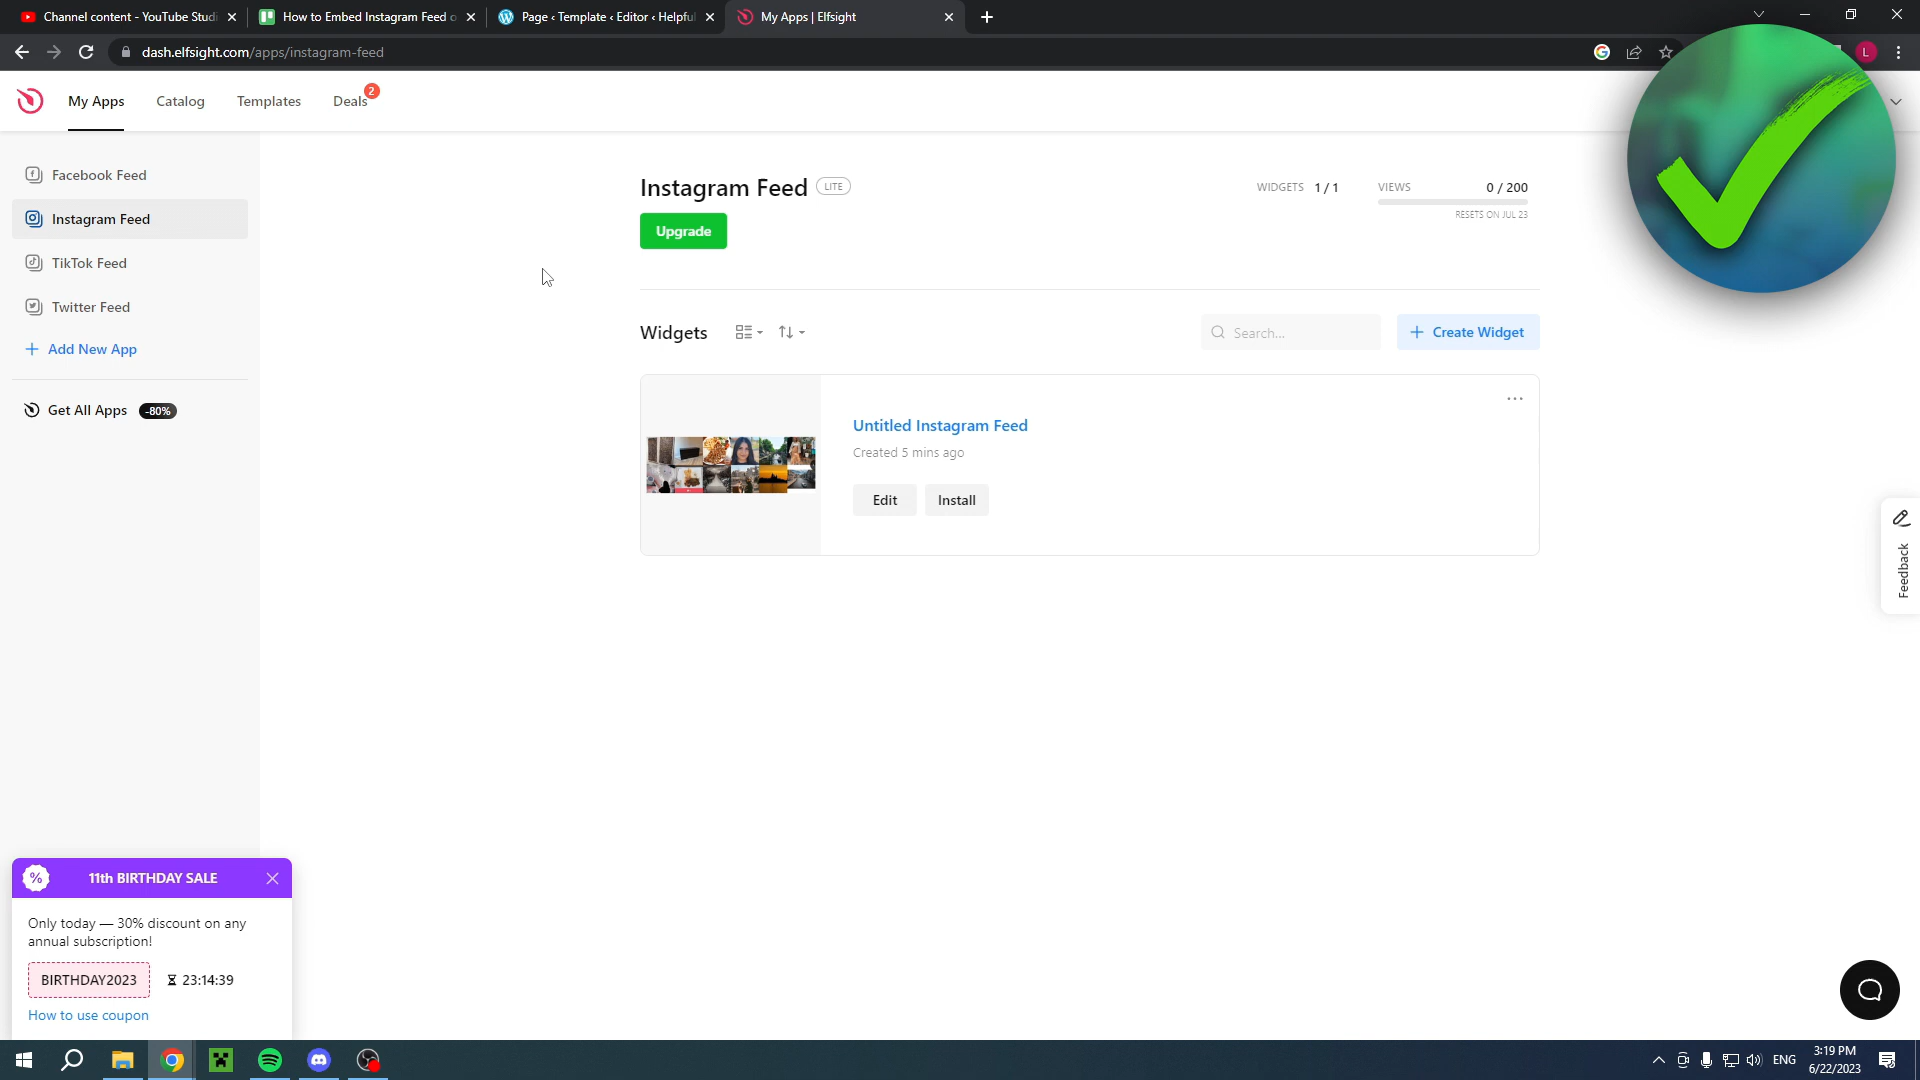 Channel content - YouTube Studi
How to Embed Instagram Feed o
Page ‹ Template ‹ Editor ‹ Helpful
My Apps | Elfsight
dash.elfsight.com/apps/instagram-feed
L
My Apps
Catalog
Templates
Deals
2
Facebook Feed
Instagram Feed
TikTok Feed
Twitter Feed
Add New App
Get All Apps
-80%
Instagram Feed
LITE
Upgrade
WIDGETS 1 / 1
VIEWS 0 / 200
RESETS ON JUL 23
Widgets
Search...
Create Widget
Untitled Instagram Feed
Created 5 mins ago
Edit
Install
Feedback
11th BIRTHDAY SALE
Only today — 30% discount on any
annual subscription!
BIRTHDAY2023
23:14:39
How to use coupon
ENG
3:19 PM
6/22/2023